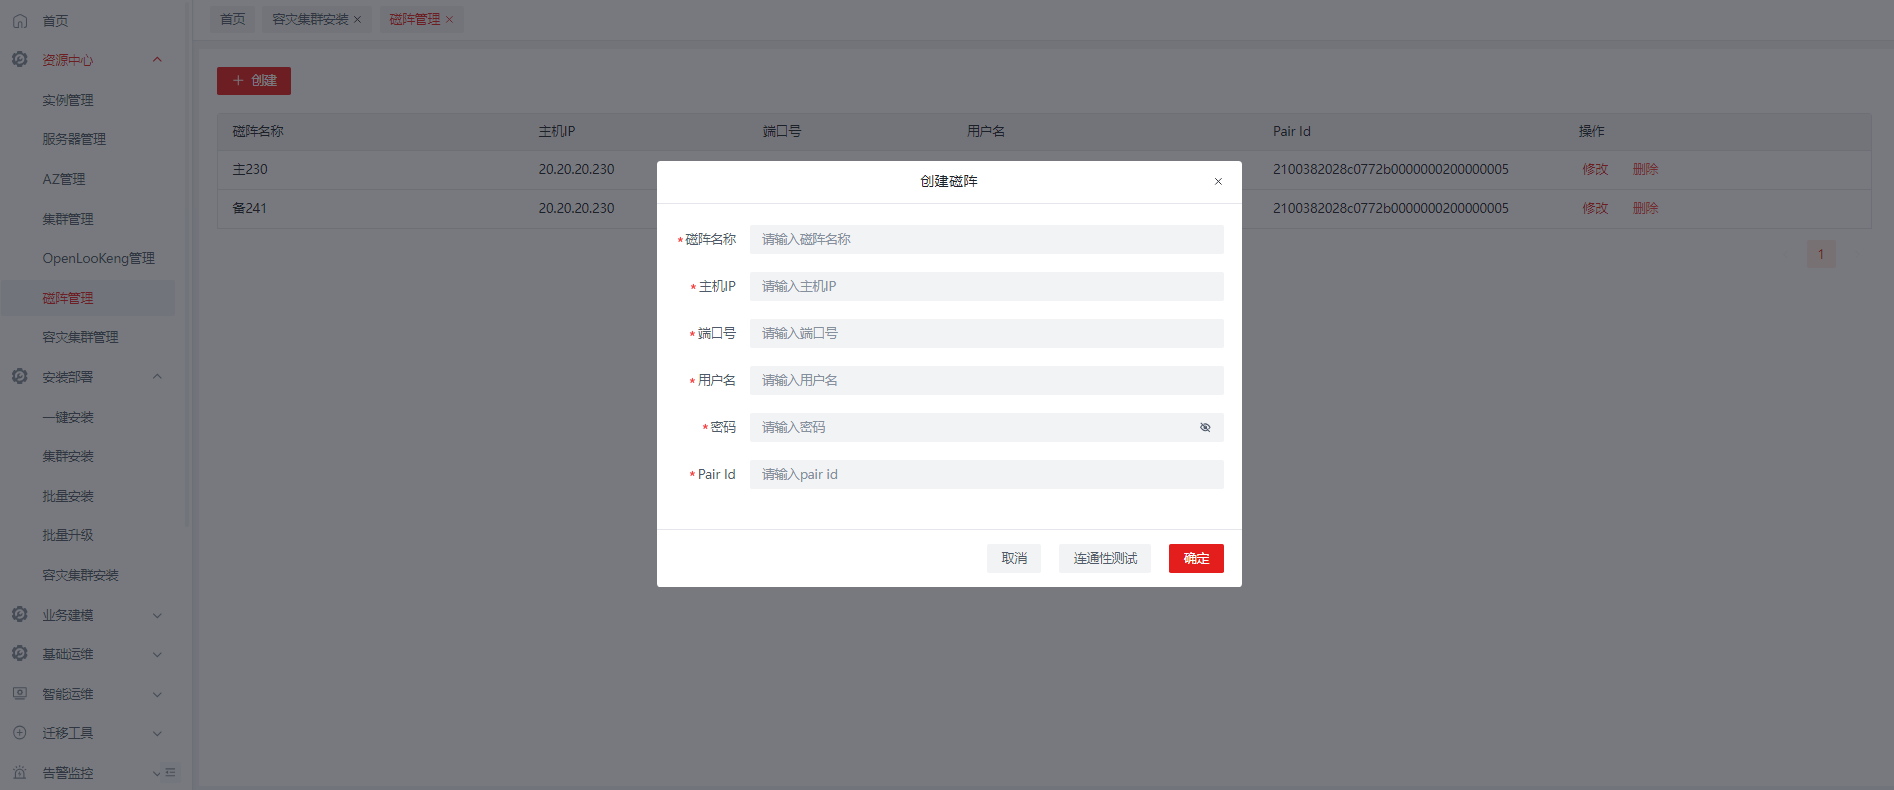 首页
资源中心
实例管理
服务器管理
AZ管理
集群管理
OpenLooKeng管理
磁阵管理
容灾集群管理
安装部署
一键安装
集群安装
批量安装
批量升级
容灾集群安装
业务建模
基础运维
智能运维
迁移工具
告警监控
首页 容灾集群安装 × 磁阵管理 ×
+ 创建
磁阵名称 主机IP 端口号 用户名 Pair Id 操作
主230 20.20.20.230 2100382028c0772b0000000200000005 修改 删除
备241 20.20.20.230 2100382028c0772b0000000200000005 修改 删除
1
创建磁阵 ×
*磁阵名称 请输入磁阵名称
*主机IP 请输入主机IP
*端口号 请输入端口号
*用户名 请输入用户名
*密码 请输入密码
*Pair Id 请输入pair id
取消 连通性测试 确定